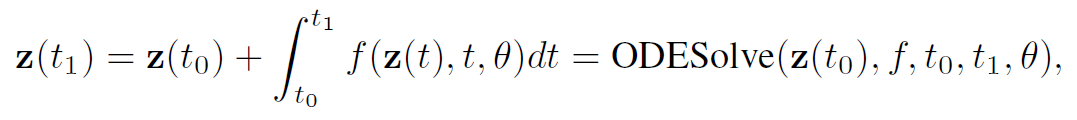 z(t₁) = z(t₀) + ∫_{t₀}^{t₁} f(z(t), t, θ)dt = ODESolve(z(t₀), f, t₀, t₁, θ),